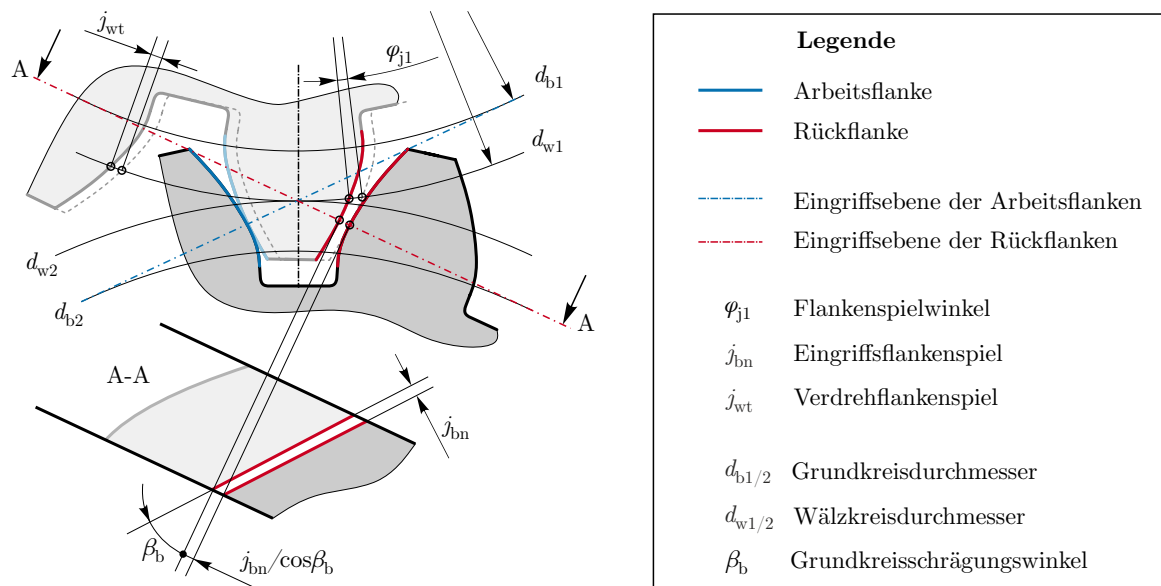 j_wt
φ_j1
A
d_b1
d_w1
d_w2
d_b2
A
A-A
j_bn
β_b
j_bn/cosβ_b
Legende
Arbeitsflanke
Rückflanke
Eingriffsebene der Arbeitsflanken
Eingriffsebene der Rückflanken
φ_j1 Flankenspielwinkel
j_bn Eingriffsflankenspiel
j_wt Verdrehflankenspiel
d_b1/2 Grundkreisdurchmesser
d_w1/2 Wälzkreisdurchmesser
β_b Grundkreisschrägungswinkel